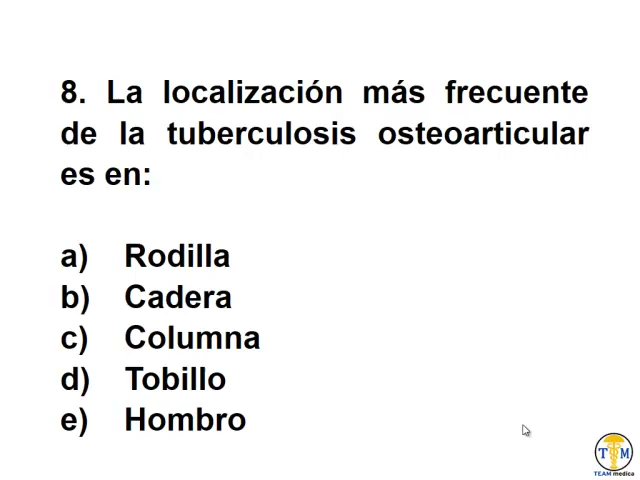 8. La localización más frecuente
de la tuberculosis osteoarticular
es en:
a) Rodilla
b) Cadera
c) Columna
d) Tobillo
e) Hombro
T M
TEAM medica